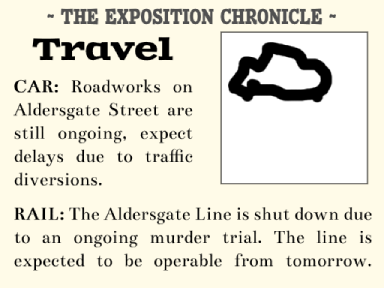 ~ THE EXPOSITION CHRONICLE ~
Travel
CAR: Roadworks on
Aldersgate Street are
still ongoing, expect
delays due to traffic
diversions.
RAIL: The Aldersgate Line is shut down due
to an ongoing murder trial. The line is
expected to be operable from tomorrow.